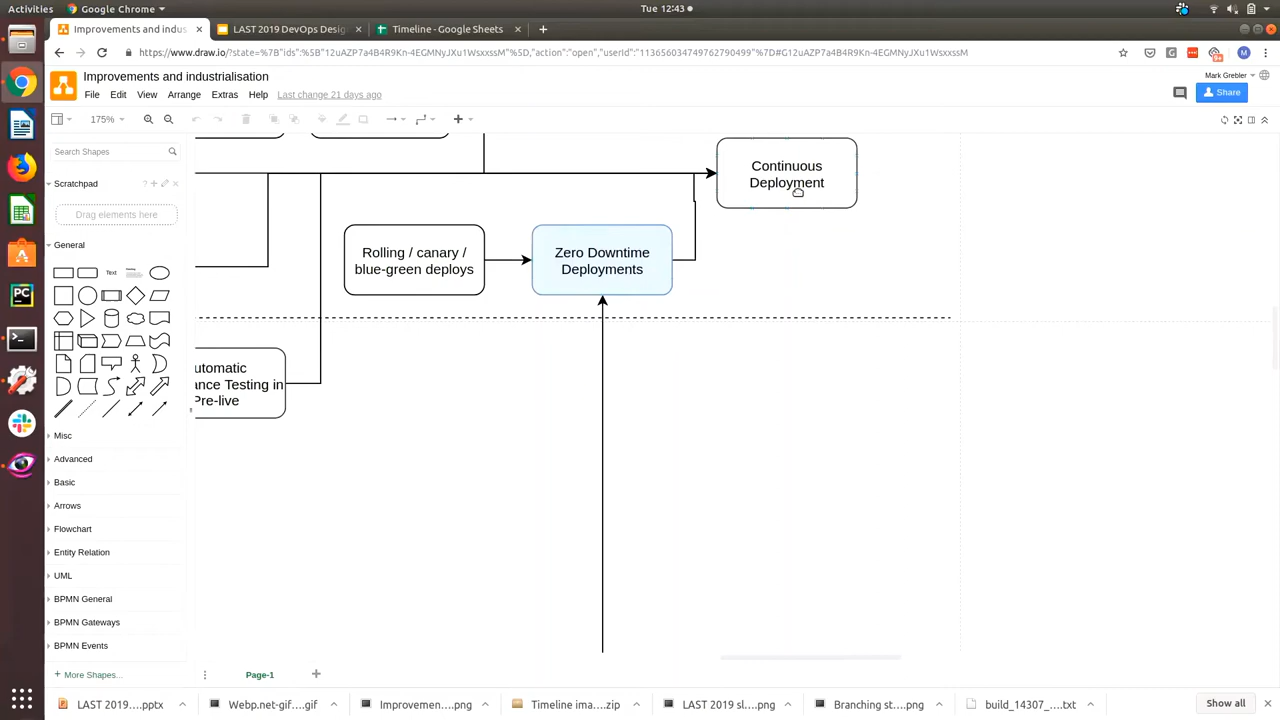 Activities
Google Chrome
Tue 12:43
Improvements and indus
LAST 2019 DevOps Desig
Timeline - Google Sheets
https://www.draw.io/?state=%7B"ids":%5B"12uAZP7a4B4R9Kn-4EGMNyJXu1WsxxsM"%5D,"action":"open","userId":"113656034749762790499"%7D#G12uAZP7a4B4R9Kn-4EGMNyJXu1WsxxsM
9+
M
Improvements and industrialisation
Mark Grebler
File
Edit
View
Arrange
Extras
Help
Last change 21 days ago
Share
175%
Search Shapes
Scratchpad
Drag elements here
General
Text
Misc
Advanced
Basic
Arrows
Flowchart
Entity Relation
UML
BPMN General
BPMN Gateways
BPMN Events
More Shapes...
Continuous
Deployment
Rolling / canary /
blue-green deploys
Zero Downtime
Deployments
utomatic
ance Testing in
Pre-live
PC
Page-1
LAST 2019....pptx
Webp.net-gif....gif
Improvemen....png
Timeline ima....zip
LAST 2019 sl....png
Branching st....png
build_14307_....txt
Show all